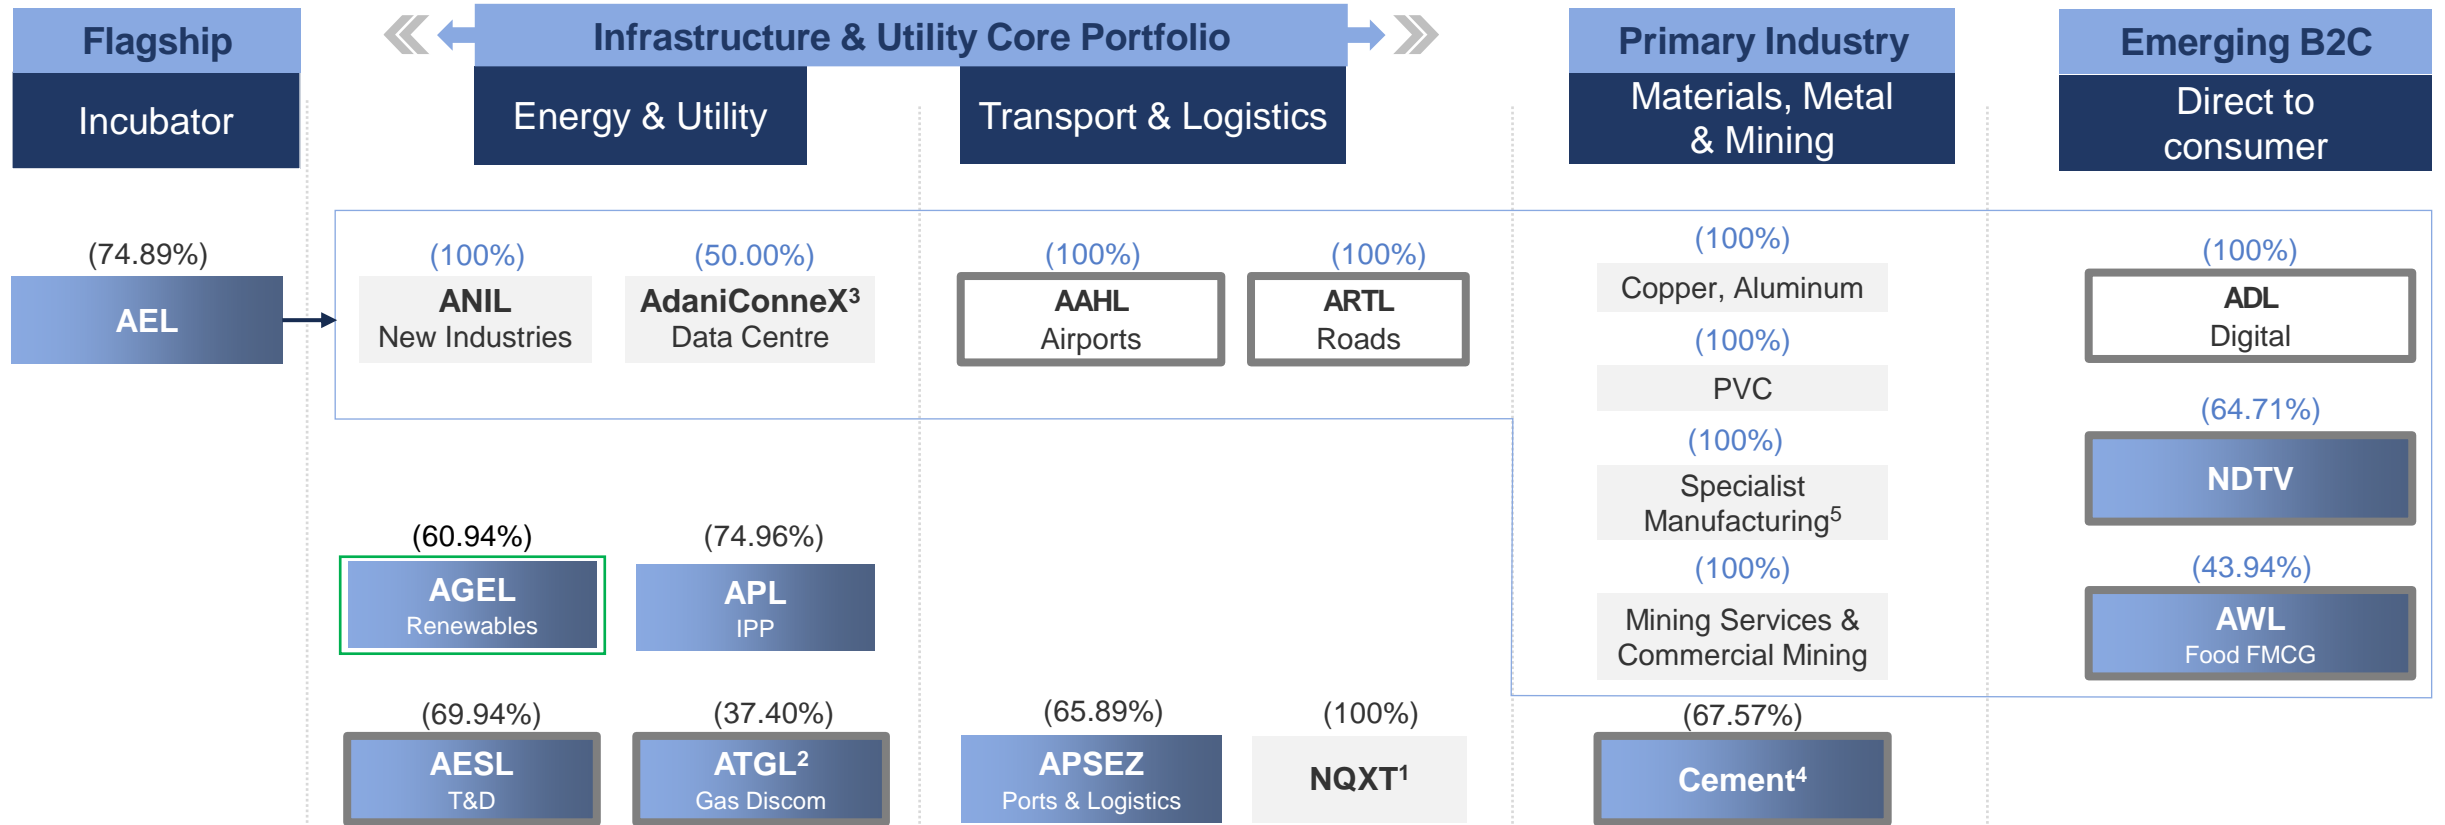 Flagship
Infrastructure & Utility Core Portfolio
Primary Industry
Emerging B2C
Incubator
Energy & Utility
Transport & Logistics
Materials, Metal
& Mining
Direct to
consumer
(74.89%)
AEL
(100%)
ANIL
New Industries
(50.00%)
AdaniConneX³
Data Centre
(100%)
AAHL
Airports
(100%)
ARTL
Roads
(100%)
Copper, Aluminum
(100%)
PVC
(100%)
Specialist
Manufacturing⁵
(100%)
Mining Services &
Commercial Mining
(100%)
ADL
Digital
(64.71%)
NDTV
(43.94%)
AWL
Food FMCG
(60.94%)
AGEL
Renewables
(74.96%)
APL
IPP
(69.94%)
AESL
T&D
(37.40%)
ATGL²
Gas Discom
(65.89%)
APSEZ
Ports & Logistics
(100%)
NQXT¹
(67.57%)
Cement⁴